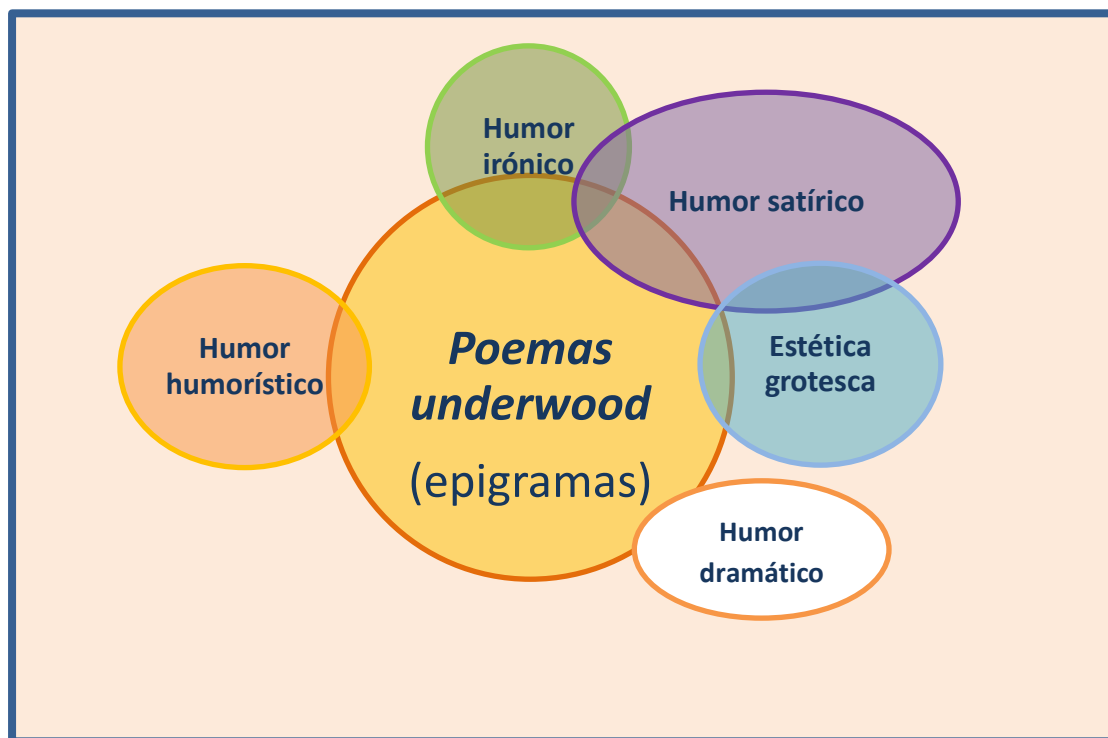 Humor
irónico
Humor satírico
Humor
humorístico
Poemas
underwood
(epigramas)
Estética
grotesca
Humor
dramático